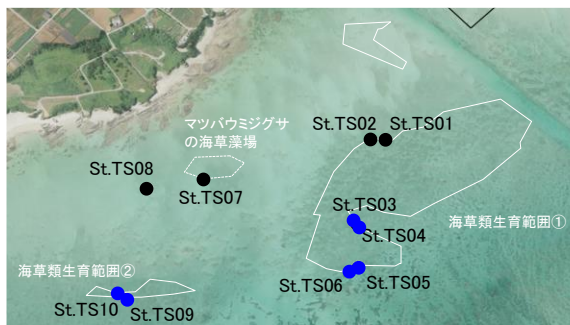 St.TS02 St.TS01
マツバウミジグサ
の海草藻場
St.TS08
St.TS07
St.TS03
海草類生育範囲①
St.TS04
海草類生育範囲②
St.TS06 St.TS05
St.TS10 St.TS09